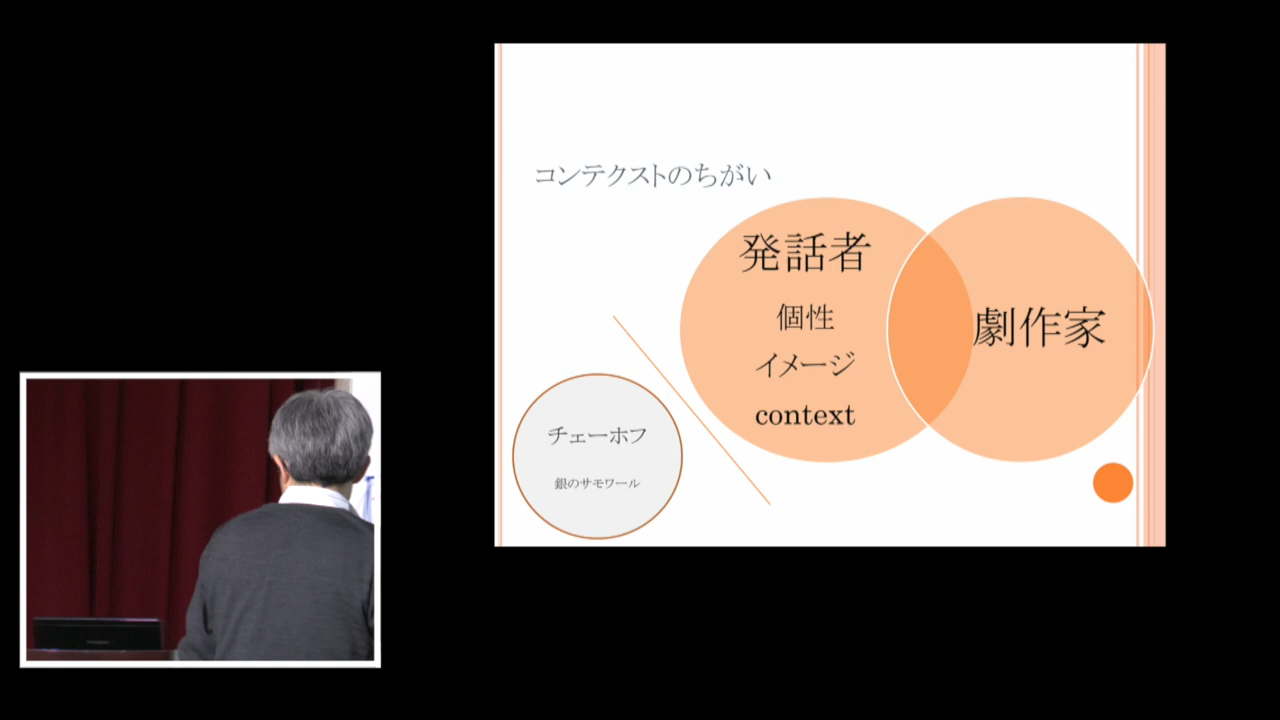 コンテクストのちがい
発話者
個性
イメージ
context
劇作家
チェーホフ
銀のサモワール